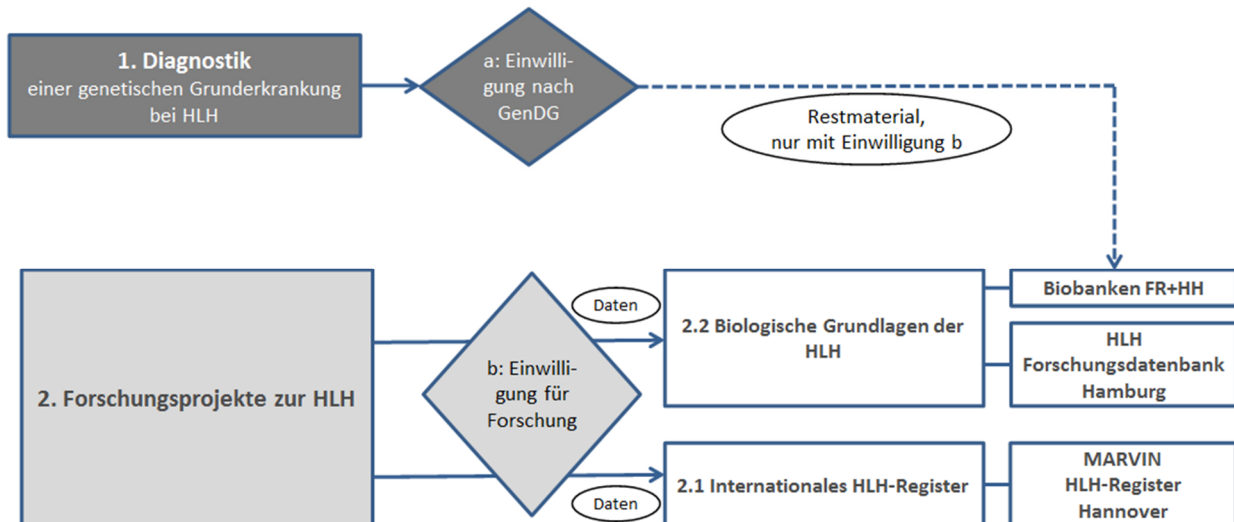 1. Diagnostik
einer genetischen Grunderkrankung
bei HLH
a: Einwilli-
gung nach
GenDG
Restmaterial,
nur mit Einwilligung b
2. Forschungsprojekte zur HLH
b: Einwilli-
gung für
Forschung
Daten
2.2 Biologische Grundlagen der
HLH
Biobanken FR+HH
HLH
Forschungsdatenbank
Hamburg
Daten
2.1 Internationales HLH-Register
MARVIN
HLH-Register
Hannover